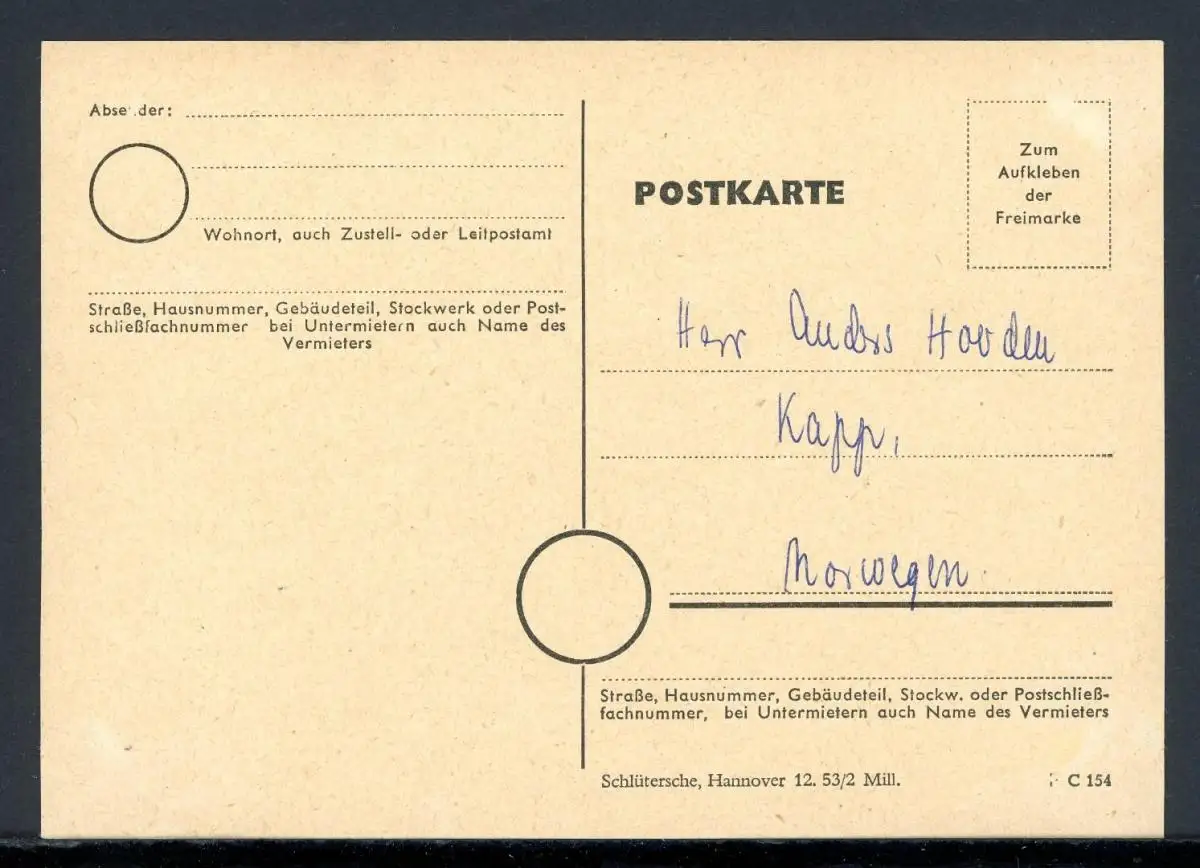 Absender:
Wohnort, auch Zustell- oder Leitpostamt
Straße, Hausnummer, Gebäudeteil, Stockwerk oder Post-
schließfachnummer bei Untermietern auch Name des
Vermieters
POSTKARTE
Zum
Aufkleben
der
Freimarke
Herr Anders Hovden
Kapp,
Norwegen
Straße, Hausnummer, Gebäudeteil, Stockw. oder Postschließ-
fachnummer, bei Untermietern auch Name des Vermieters
Schlütersche, Hannover 12. 53/2 Mill.
C 154